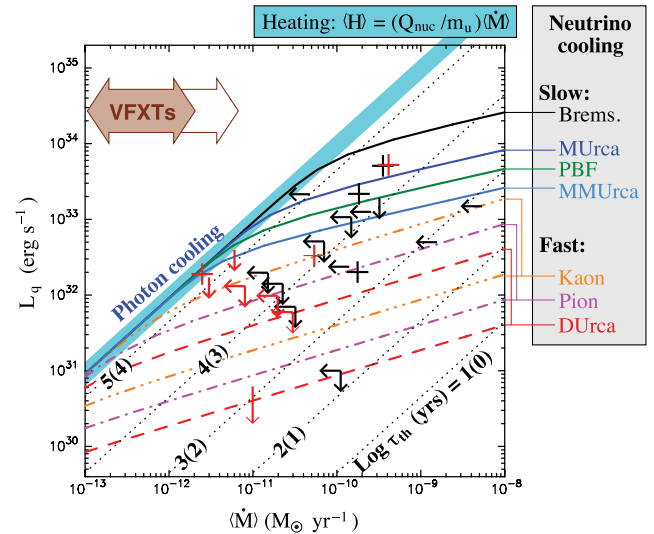 Heating: ⟨H⟩ = (Q_nuc /m_u)⟨Ṁ⟩
Neutrino
cooling
Slow:
Brems.
MUrca
PBF
MMUrca
Fast:
Kaon
Pion
DUrca
VFXTs
Photon cooling
5(4)
4(3)
3(2)
2(1)
Log τ_th (yrs) = 1(0)
L_q (erg s⁻¹)
10³⁵
10³⁴
10³³
10³²
10³¹
10³⁰
10⁻¹³
10⁻¹²
10⁻¹¹
10⁻¹⁰
10⁻⁹
10⁻⁸
⟨Ṁ⟩ (M⊙ yr⁻¹)